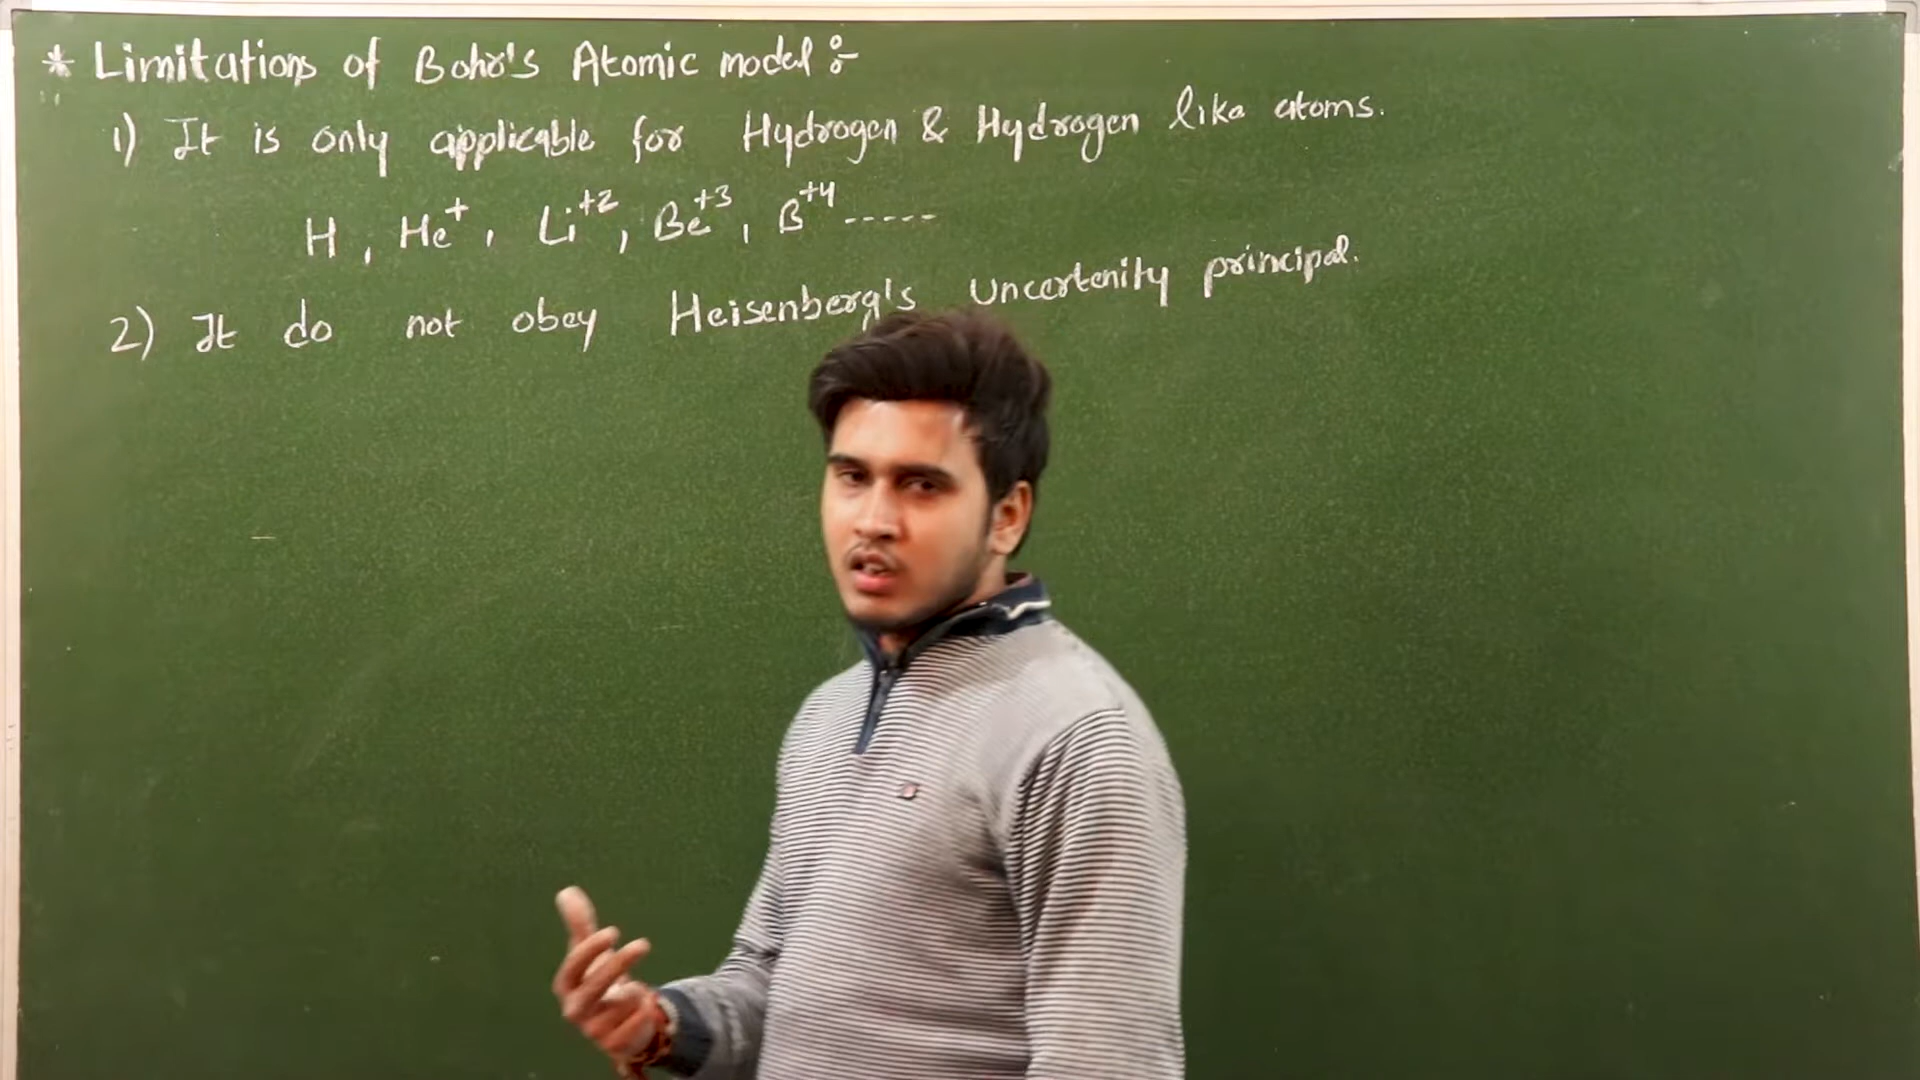 * Limitations of Bohr's Atomic model :-
1) It is only applicable for Hydrogen & Hydrogen like atoms.
H, He⁺, Li⁺², Be⁺³, B⁺⁴ -----
2) It do not obey Heisenberg's Uncertenity principal.